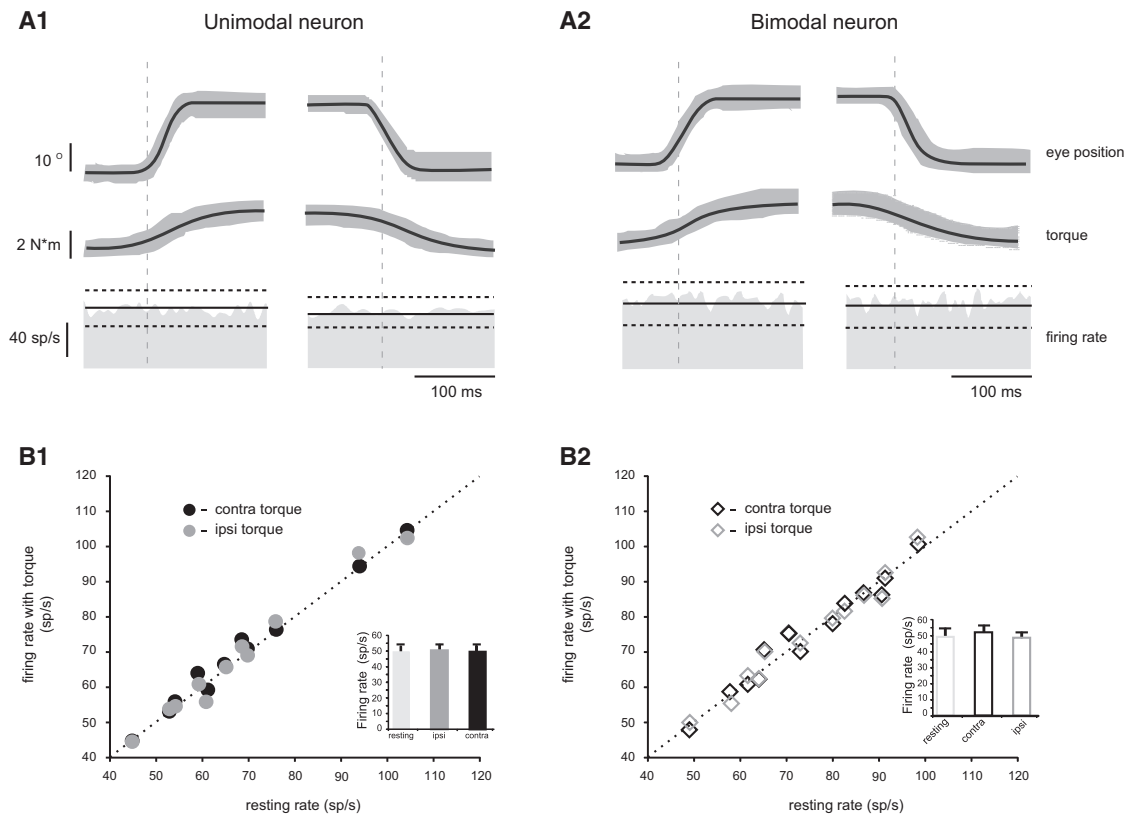 A1
Unimodal neuron
A2
Bimodal neuron
10 o
eye position
2 N*m
torque
40 sp/s
firing rate
100 ms
100 ms
B1
B2
120
110
100
90
80
70
60
50
40
firing rate with torque
(sp/s)
contra torque
ipsi torque
40 50 60 70 80 90 100 110 120
resting rate (sp/s)
Firing rate (sp/s)
60
50
40
30
20
10
0
resting ipsi contra
120
110
100
90
80
70
60
50
40
firing rate with torque
(sp/s)
contra torque
ipsi torque
40 50 60 70 80 90 100 110 120
resting rate (sp/s)
Firing rate (sp/s)
60
50
40
30
20
10
0
resting contra ipsi